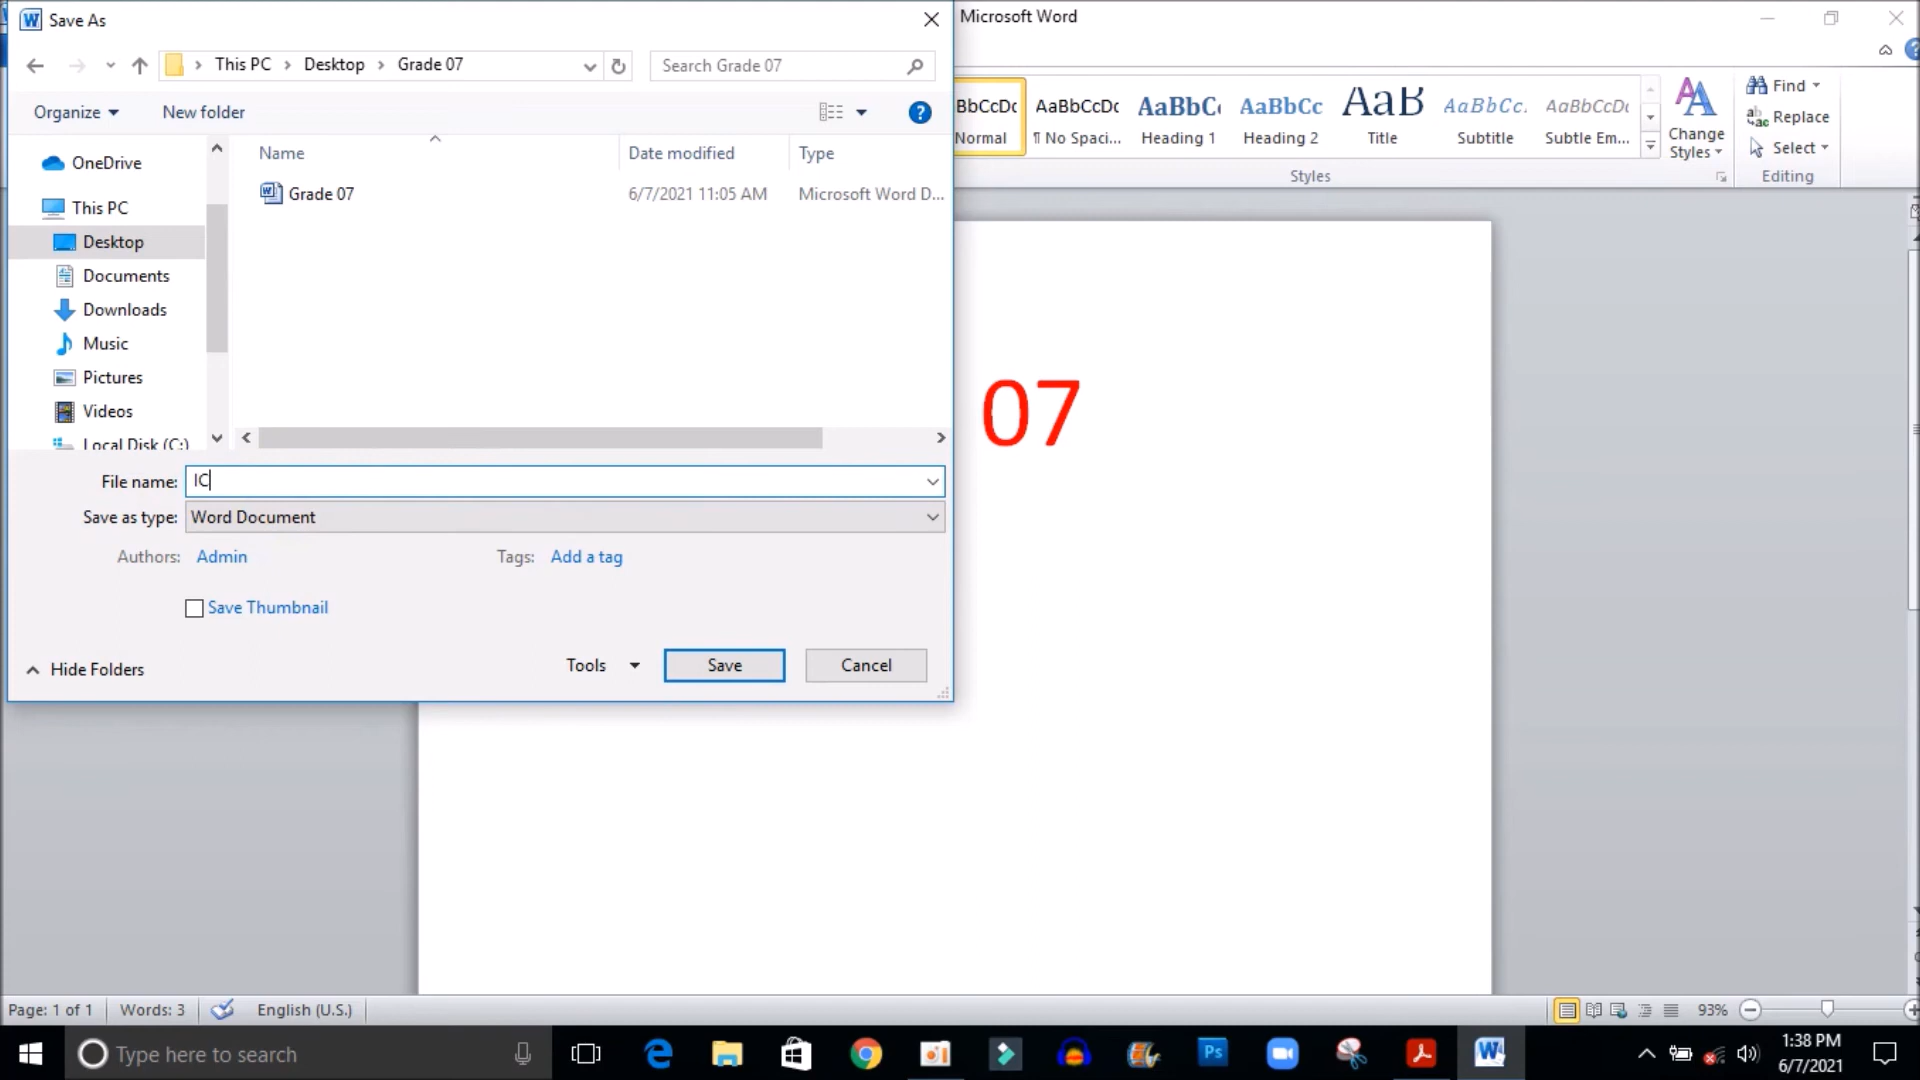 Save As
Microsoft Word
This PC > Desktop > Grade 07
Search Grade 07
Organize
New folder
OneDrive
This PC
Desktop
Documents
Downloads
Music
Pictures
Videos
Local Disk (C:)
Name
Date modified
Type
Grade 07
6/7/2021 11:05 AM
Microsoft Word D...
File name: IC
Save as type: Word Document
Authors: Admin
Tags: Add a tag
Save Thumbnail
Hide Folders
Tools
Save
Cancel
BbCcDc
AaBbCcDc
AaBbC
AaBbCc
AaB
AaBbCc.
AaBbCcDc
Normal
¶ No Spaci...
Heading 1
Heading 2
Title
Subtitle
Subtle Em...
Change
Styles
Find
Replace
Select
Styles
Editing
07
Page: 1 of 1
Words: 3
English (U.S.)
93%
Type here to search
Ps
1:38 PM
6/7/2021